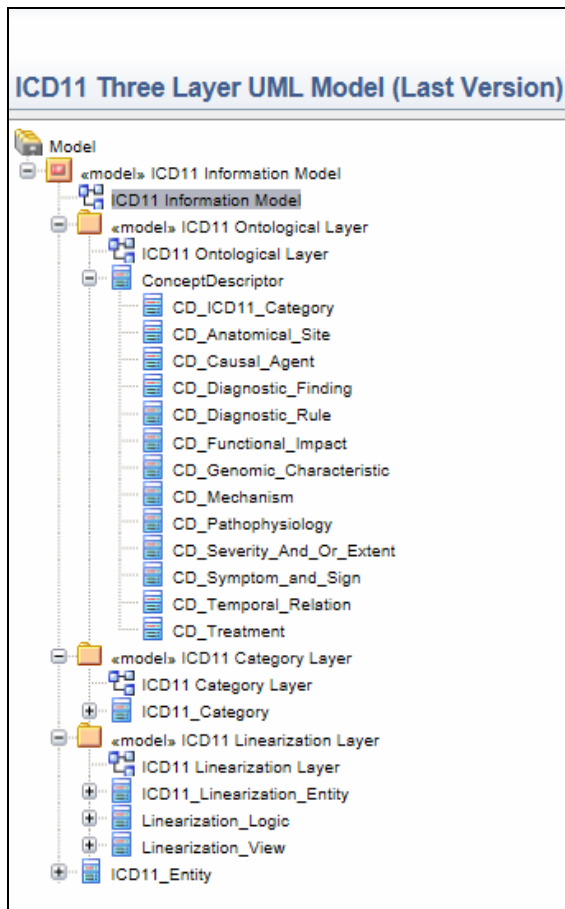 ICD11 Three Layer UML Model (Last Version)
Model
«model» ICD11 Information Model
ICD11 Information Model
«model» ICD11 Ontological Layer
ICD11 Ontological Layer
ConceptDescriptor
CD_ICD11_Category
CD_Anatomical_Site
CD_Causal_Agent
CD_Diagnostic_Finding
CD_Diagnostic_Rule
CD_Functional_Impact
CD_Genomic_Characteristic
CD_Mechanism
CD_Pathophysiology
CD_Severity_And_Or_Extent
CD_Symptom_and_Sign
CD_Temporal_Relation
CD_Treatment
«model» ICD11 Category Layer
ICD11 Category Layer
ICD11_Category
«model» ICD11 Linearization Layer
ICD11 Linearization Layer
ICD11_Linearization_Entity
Linearization_Logic
Linearization_View
ICD11_Entity